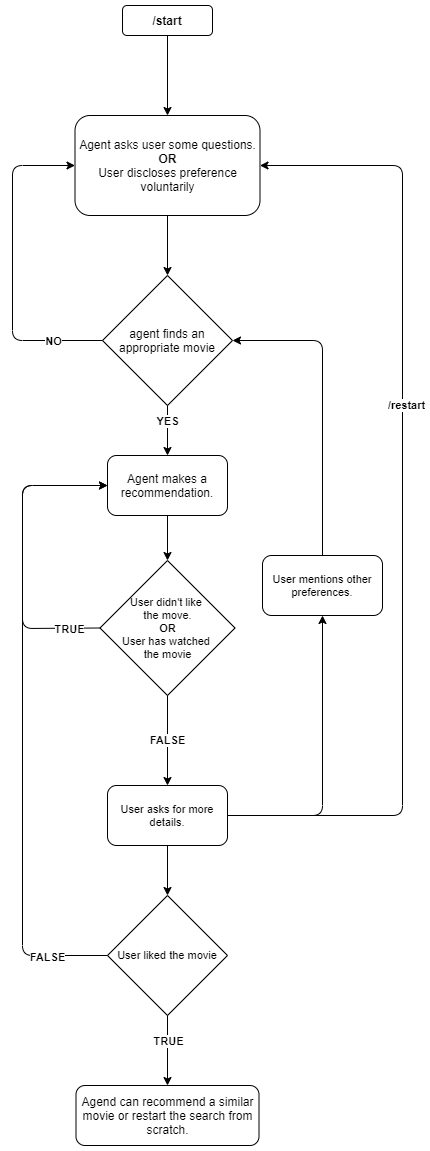 /start
Agent asks user some questions.
OR
User discloses preference
voluntarily
agent finds an
appropriate movie
NO
/restart
YES
Agent makes a
recommendation.
User mentions other
preferences.
User didn't like
the move.
OR
User has watched
the movie
TRUE
FALSE
User asks for more
details.
User liked the movie
FALSE
TRUE
Agend can recommend a similar
movie or restart the search from
scratch.